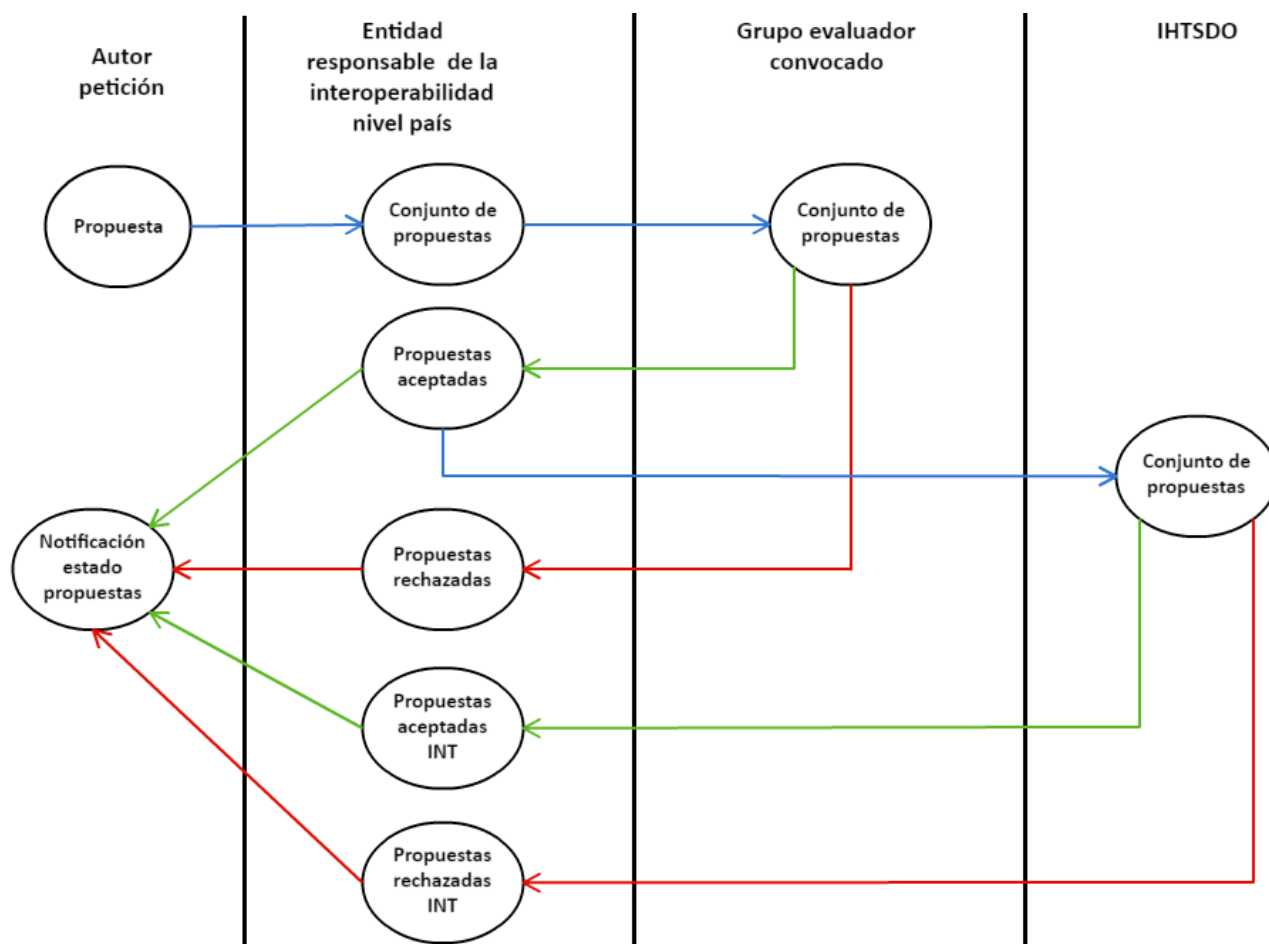 Autor
petición
Entidad
responsable de la
interoperabilidad
nivel país
Grupo evaluador
convocado
IHTSDO
Propuesta
Conjunto de
propuestas
Conjunto de
propuestas
Propuestas
aceptadas
Conjunto de
propuestas
Notificación
estado
propuestas
Propuestas
rechazadas
Propuestas
aceptadas
INT
Propuestas
rechazadas
INT